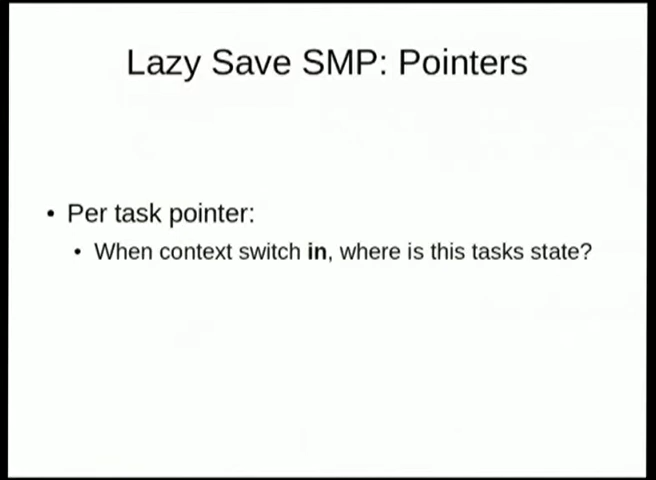 Lazy Save SMP: Pointers
• Per task pointer:
• When context switch in, where is this tasks state?